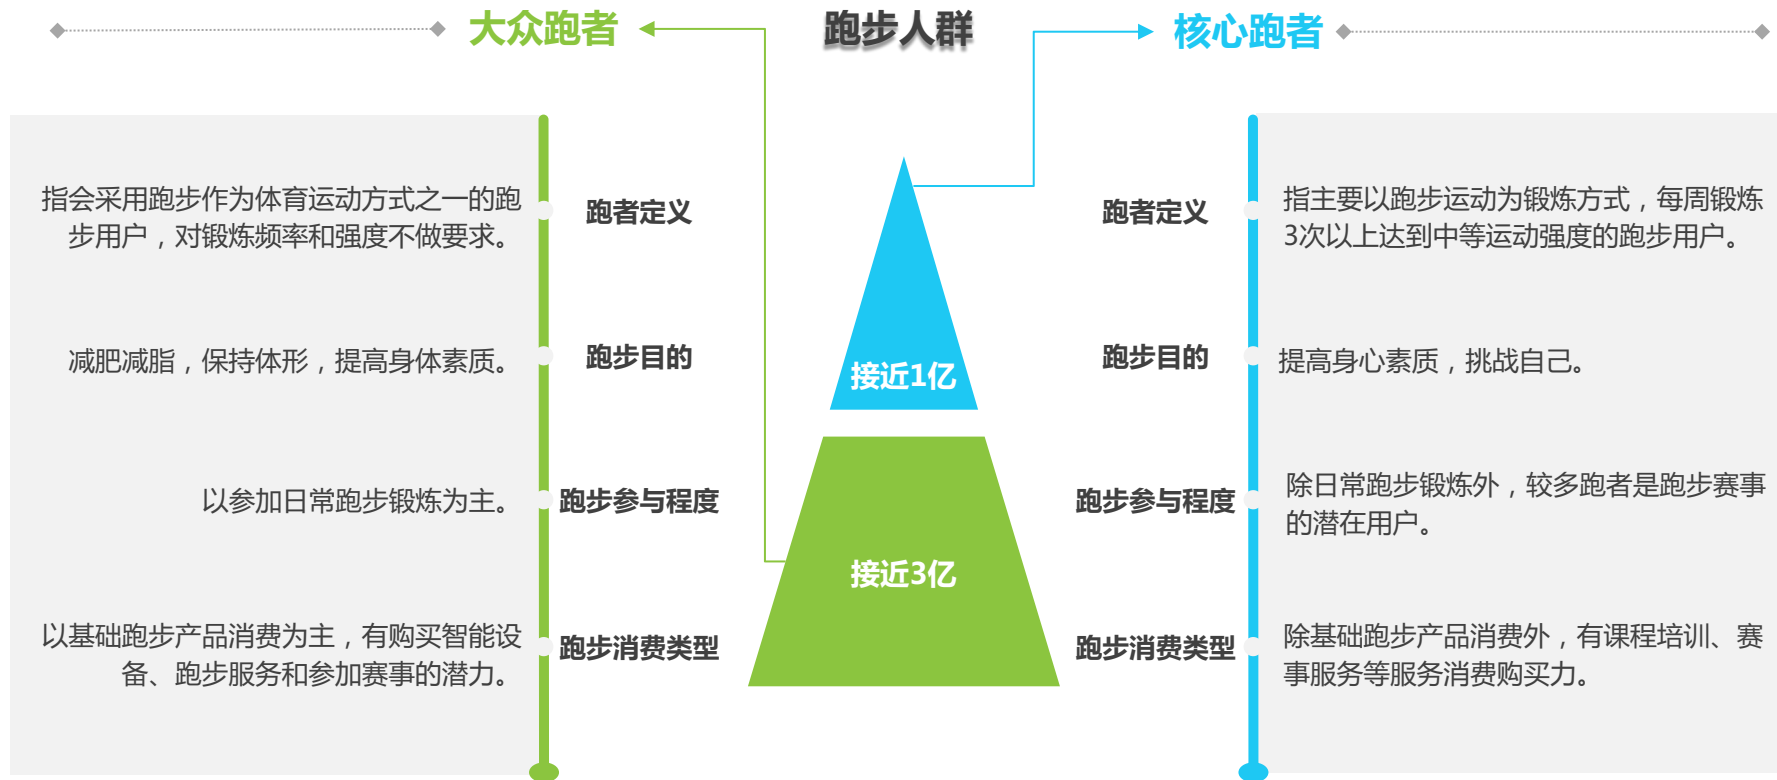 大众跑者
跑步人群
核心跑者
指会采用跑步作为体育运动方式之一的跑
步用户，对锻炼频率和强度不做要求。
跑者定义
减肥减脂，保持体形，提高身体素质。
跑步目的
以参加日常跑步锻炼为主。
跑步参与程度
以基础跑步产品消费为主，有购买智能设
备、跑步服务和参加赛事的潜力。
跑步消费类型
接近1亿
接近3亿
跑者定义
指主要以跑步运动为锻炼方式，每周锻炼
3次以上达到中等运动强度的跑步用户。
跑步目的
提高身心素质，挑战自己。
跑步参与程度
除日常跑步锻炼外，较多跑者是跑步赛事
的潜在用户。
跑步消费类型
除基础跑步产品消费外，有课程培训、赛
事服务等服务消费购买力。